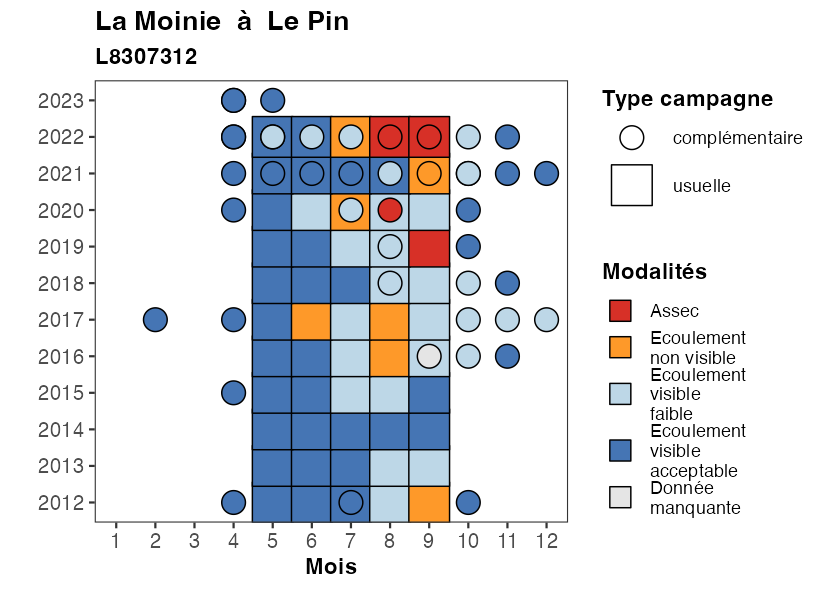 La Moinie  à  Le Pin
L8307312
2023
2022
2021
2020
2019
2018
2017
2016
2015
2014
2013
2012
1 2 3 4 5 6 7 8 9 10 11 12
Mois
Type campagne
complémentaire
usuelle
Modalités
Assec
Ecoulement
non visible
Ecoulement
visible
faible
Ecoulement
visible
acceptable
Donnée
manquante